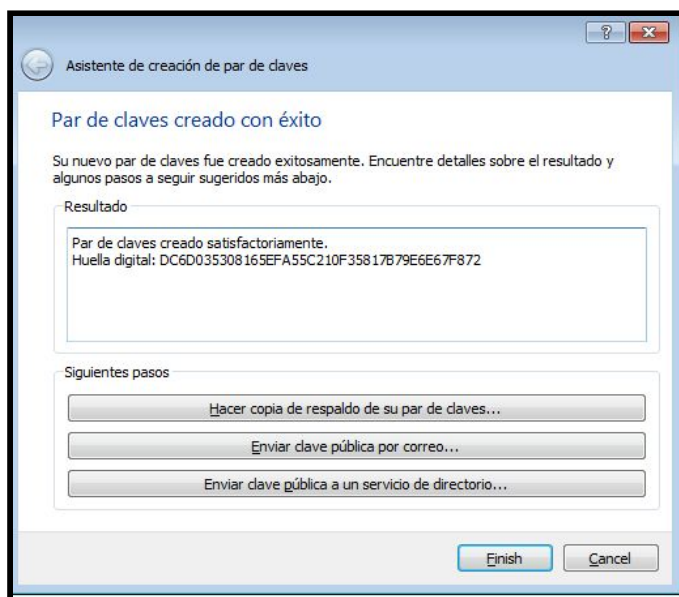 Asistente de creación de par de claves
Par de claves creado con éxito
Su nuevo par de claves fue creado exitosamente. Encuentre detalles sobre el resultado y
algunos pasos a seguir sugeridos más abajo.
Resultado
Par de claves creado satisfactoriamente.
Huella digital: DC6D035308165EFA55C210F35817B79E6E67F872
Siguientes pasos
Hacer copia de respaldo de su par de claves...
Enviar clave pública por correo...
Enviar clave pública a un servicio de directorio...
Finish
Cancel